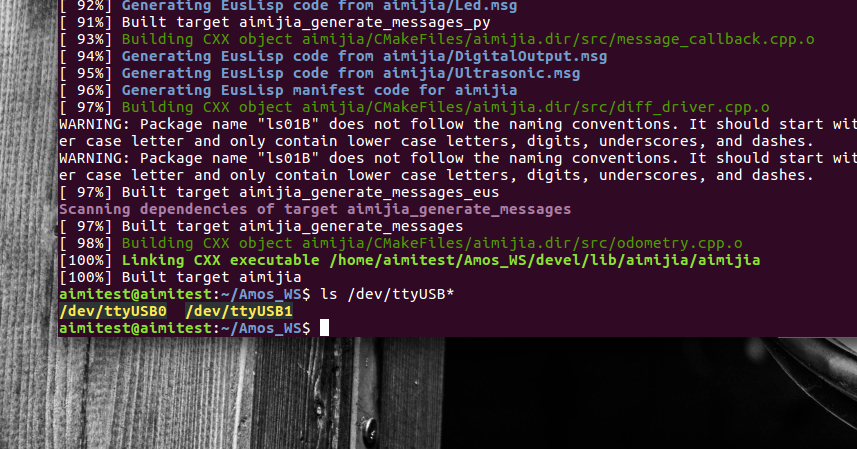 [ 92%] Generating EusLisp code from aimijia/Led.msg
[ 91%] Built target aimijia_generate_messages_py
[ 93%] Building CXX object aimijia/CMakeFiles/aimijia.dir/src/message_callback.cpp.o
[ 94%] Generating EusLisp code from aimijia/DigitalOutput.msg
[ 95%] Generating EusLisp code from aimijia/Ultrasonic.msg
[ 96%] Generating EusLisp manifest code for aimijia
[ 97%] Building CXX object aimijia/CMakeFiles/aimijia.dir/src/diff_driver.cpp.o
WARNING: Package name "ls01B" does not follow the naming conventions. It should start wit
er case letter and only contain lower case letters, digits, underscores, and dashes.
WARNING: Package name "ls01B" does not follow the naming conventions. It should start wit
er case letter and only contain lower case letters, digits, underscores, and dashes.
[ 97%] Built target aimijia_generate_messages_eus
Scanning dependencies of target aimijia_generate_messages
[ 97%] Built target aimijia_generate_messages
[ 98%] Building CXX object aimijia/CMakeFiles/aimijia.dir/src/odometry.cpp.o
[100%] Linking CXX executable /home/aimitest/Amos_WS/devel/lib/aimijia/aimijia
[100%] Built target aimijia
aimitest@aimitest:~/Amos_WS$ ls /dev/ttyUSB*
/dev/ttyUSB0  /dev/ttyUSB1
aimitest@aimitest:~/Amos_WS$